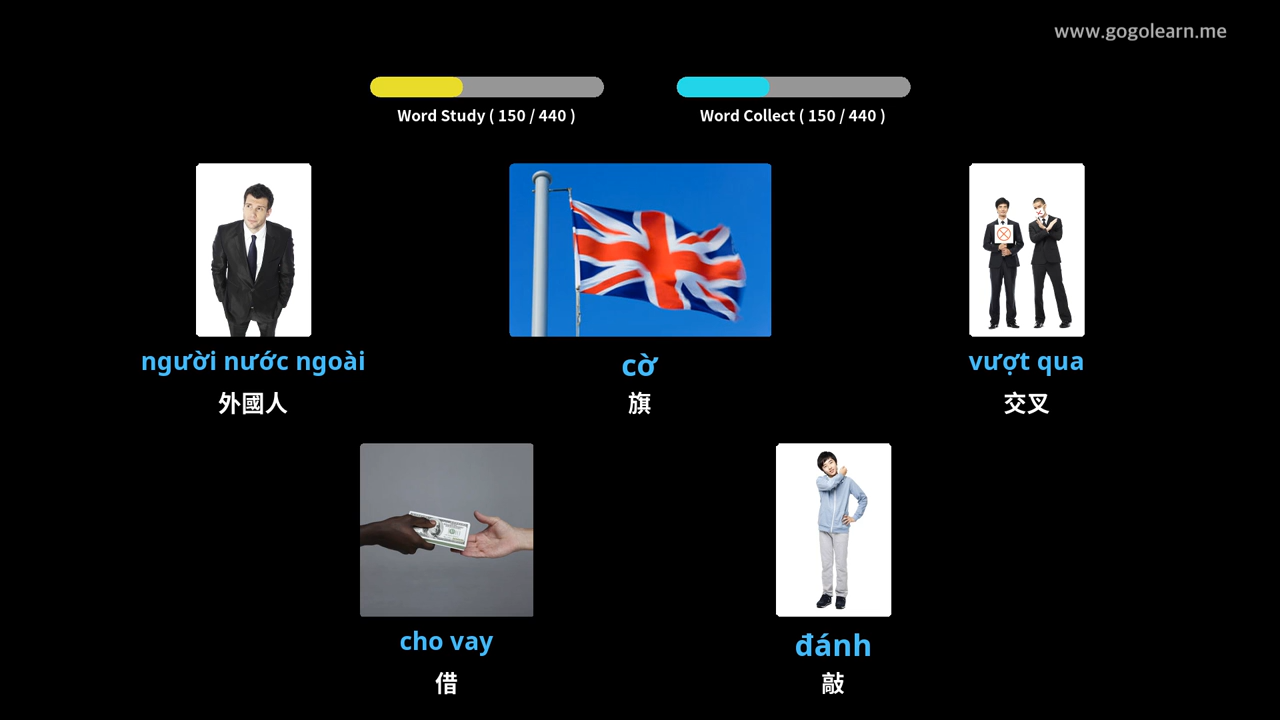 www.gogolearn.me
Word Study ( 150 / 440 )
Word Collect ( 150 / 440 )
người nước ngoài
外國人
cờ
旗
vượt qua
交叉
cho vay
借
đánh
敲